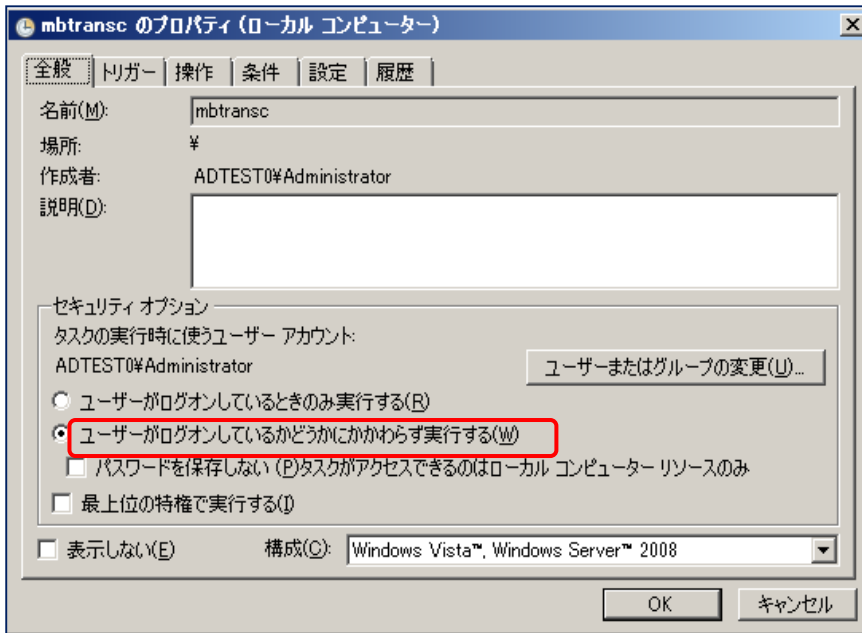 mbtransc のプロパティ (ローカル コンピューター)
全般 トリガー 操作 条件 設定 履歴
名前(M): mbtransc
場所: ¥
作成者: ADTEST0¥Administrator
説明(D):
セキュリティ オプション
タスクの実行時に使うユーザー アカウント:
ADTEST0¥Administrator ユーザーまたはグループの変更(U)...
ユーザーがログオンしているときのみ実行する(R)
ユーザーがログオンしているかどうかにかかわらず実行する(W)
パスワードを保存しない (P)タスクがアクセスできるのはローカル コンピューター リソースのみ
最上位の特権で実行する(I)
表示しない(E) 構成(C): Windows Vista™, Windows Server™ 2008
OK キャンセル